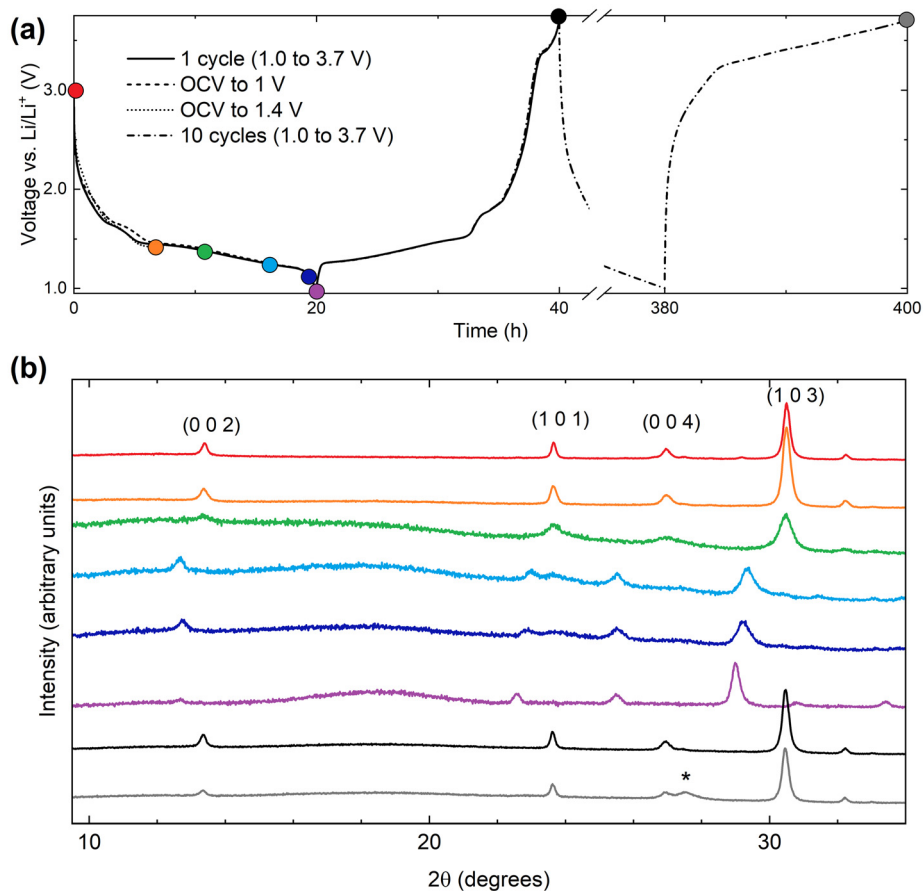 (a)
Voltage vs. Li/Li⁺ (V)
3.0
2.0
1.0
1 cycle (1.0 to 3.7 V)
OCV to 1 V
OCV to 1.4 V
10 cycles (1.0 to 3.7 V)
0 20 40 380 400
Time (h)
(b)
Intensity (arbitrary units)
(0 0 2) (1 0 1) (0 0 4) (1 0 3)
*
10 20 30
2θ (degrees)